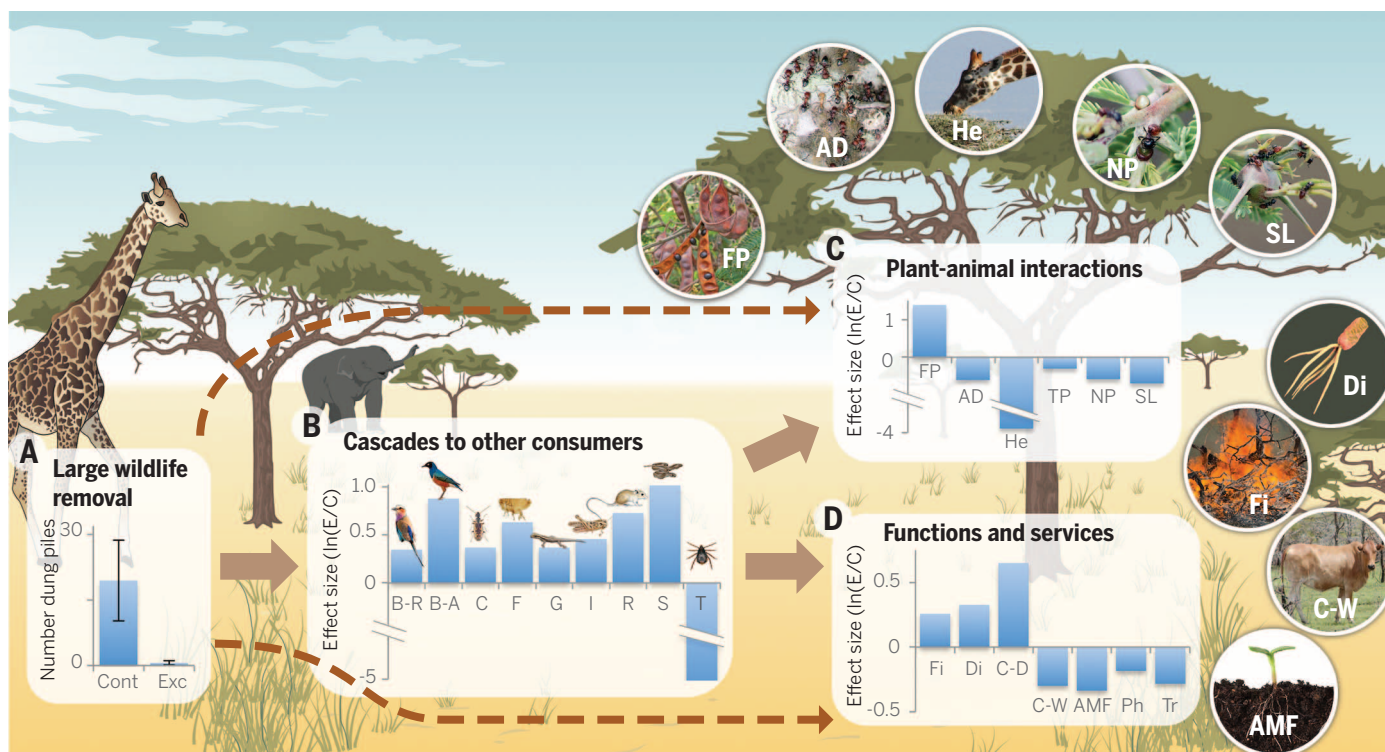 AD
He
NP
SL
FP
Di
Fi
C-W
AMF
A
Large wildlife
removal
Number dung piles
30
0
Cont Exc
B
Cascades to other consumers
Effect size (ln(E/C)
1.0
0.5
0
-5
B-R B-A C F G I R S T
C
Plant-animal interactions
Effect size (ln(E/C)
1
0
-4
FP AD He TP NP SL
D
Functions and services
Effect size (ln(E/C)
0.5
0
-0.5
Fi Di C-D C-W AMF Ph Tr